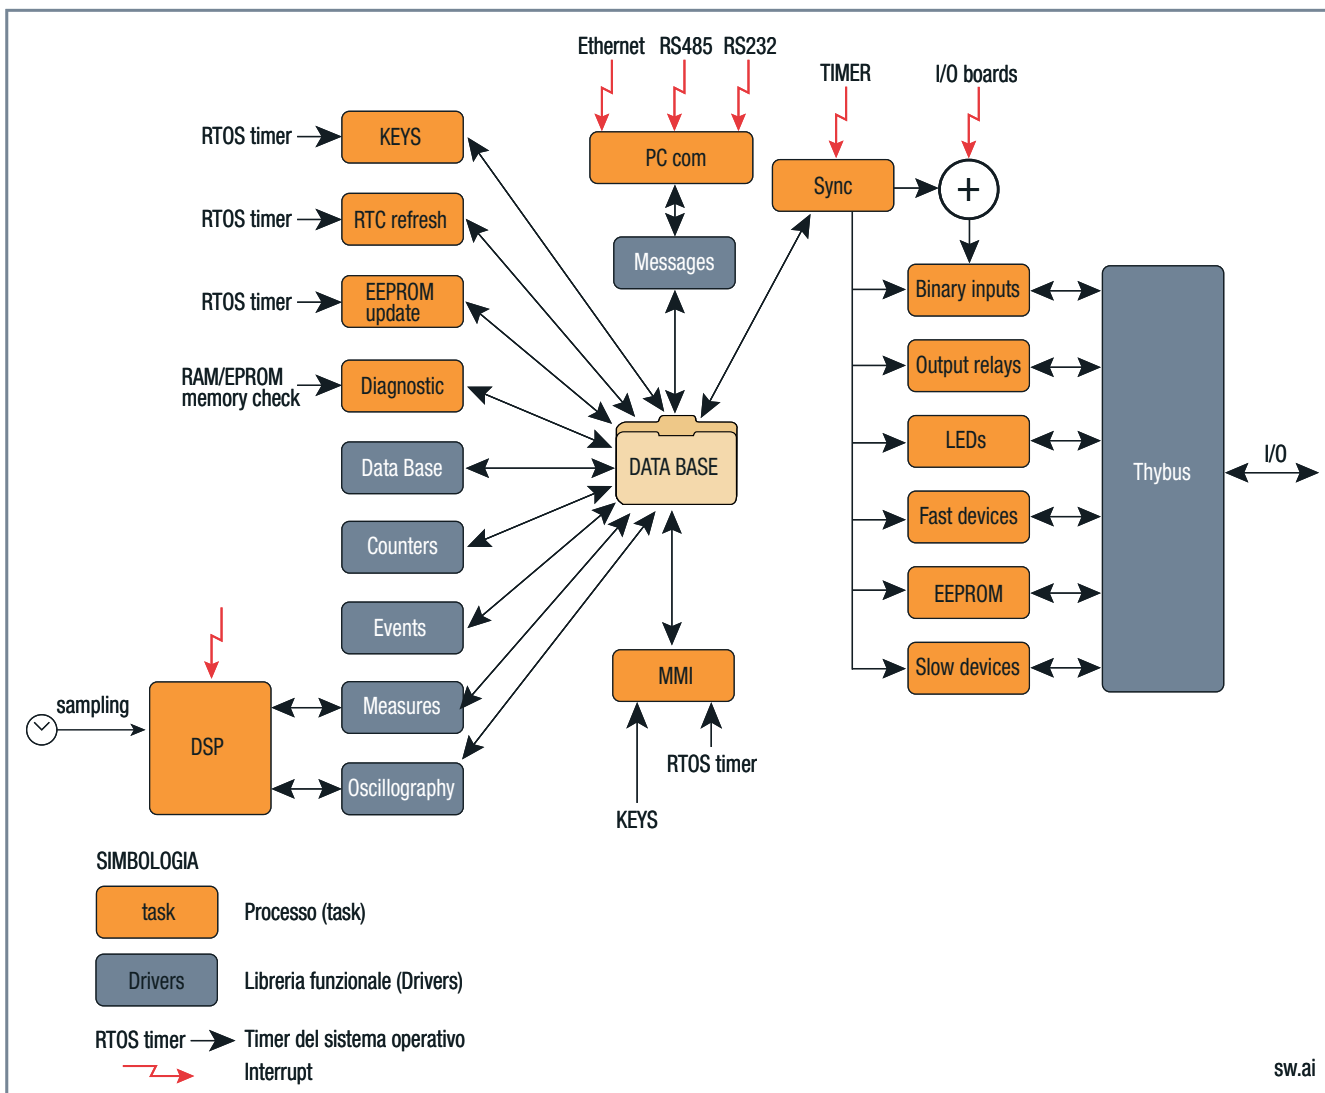 Ethernet RS485 RS232
TIMER
I/O boards
RTOS timer
KEYS
PC com
Sync
+
RTOS timer
RTC refresh
Messages
RTOS timer
EEPROM
update
Binary inputs
RAM/EPROM
memory check
Diagnostic
Output relays
Data Base
DATA BASE
LEDs
Thybus
I/O
Counters
Fast devices
Events
EEPROM
MMI
Slow devices
sampling
DSP
Measures
RTOS timer
Oscillography
KEYS
SIMBOLOGIA
task
Processo (task)
Drivers
Libreria funzionale (Drivers)
RTOS timer
Timer del sistema operativo
Interrupt
sw.ai